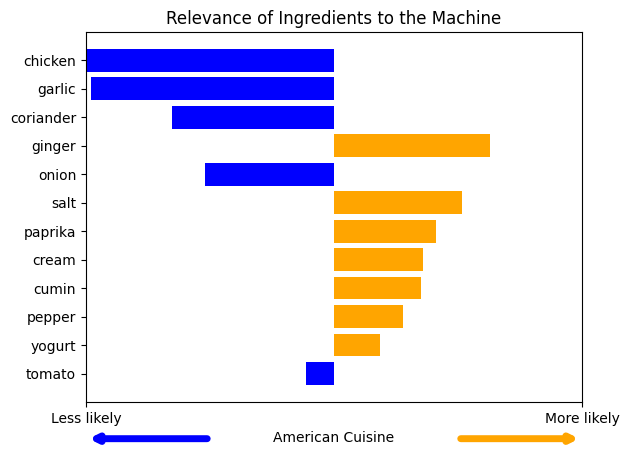 Relevance of Ingredients to the Machine
chicken
garlic
coriander
ginger
onion
salt
paprika
cream
cumin
pepper
yogurt
tomato
Less likely
More likely
American Cuisine